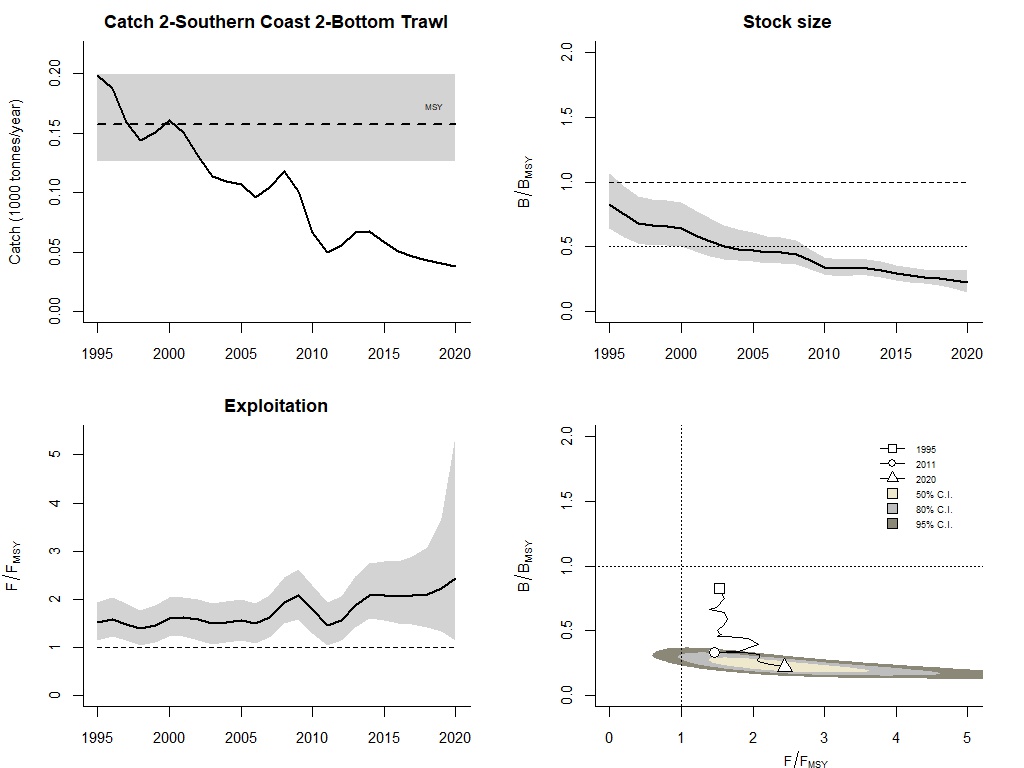 Catch 2-Southern Coast 2-Bottom Trawl
Catch (1000 tonnes/year)
0.20
0.15
0.10
0.05
0.00
MSY
1995 2000 2005 2010 2015 2020
Stock size
B/BMSY
2.0
1.5
1.0
0.5
0.0
1995 2000 2005 2010 2015 2020
Exploitation
F/FMSY
5
4
3
2
1
0
1995 2000 2005 2010 2015 2020
B/BMSY
2.0
1.5
1.0
0.5
0.0
1995
2011
2020
50% C.I.
80% C.I.
95% C.I.
0 1 2 3 4 5
F/FMSY